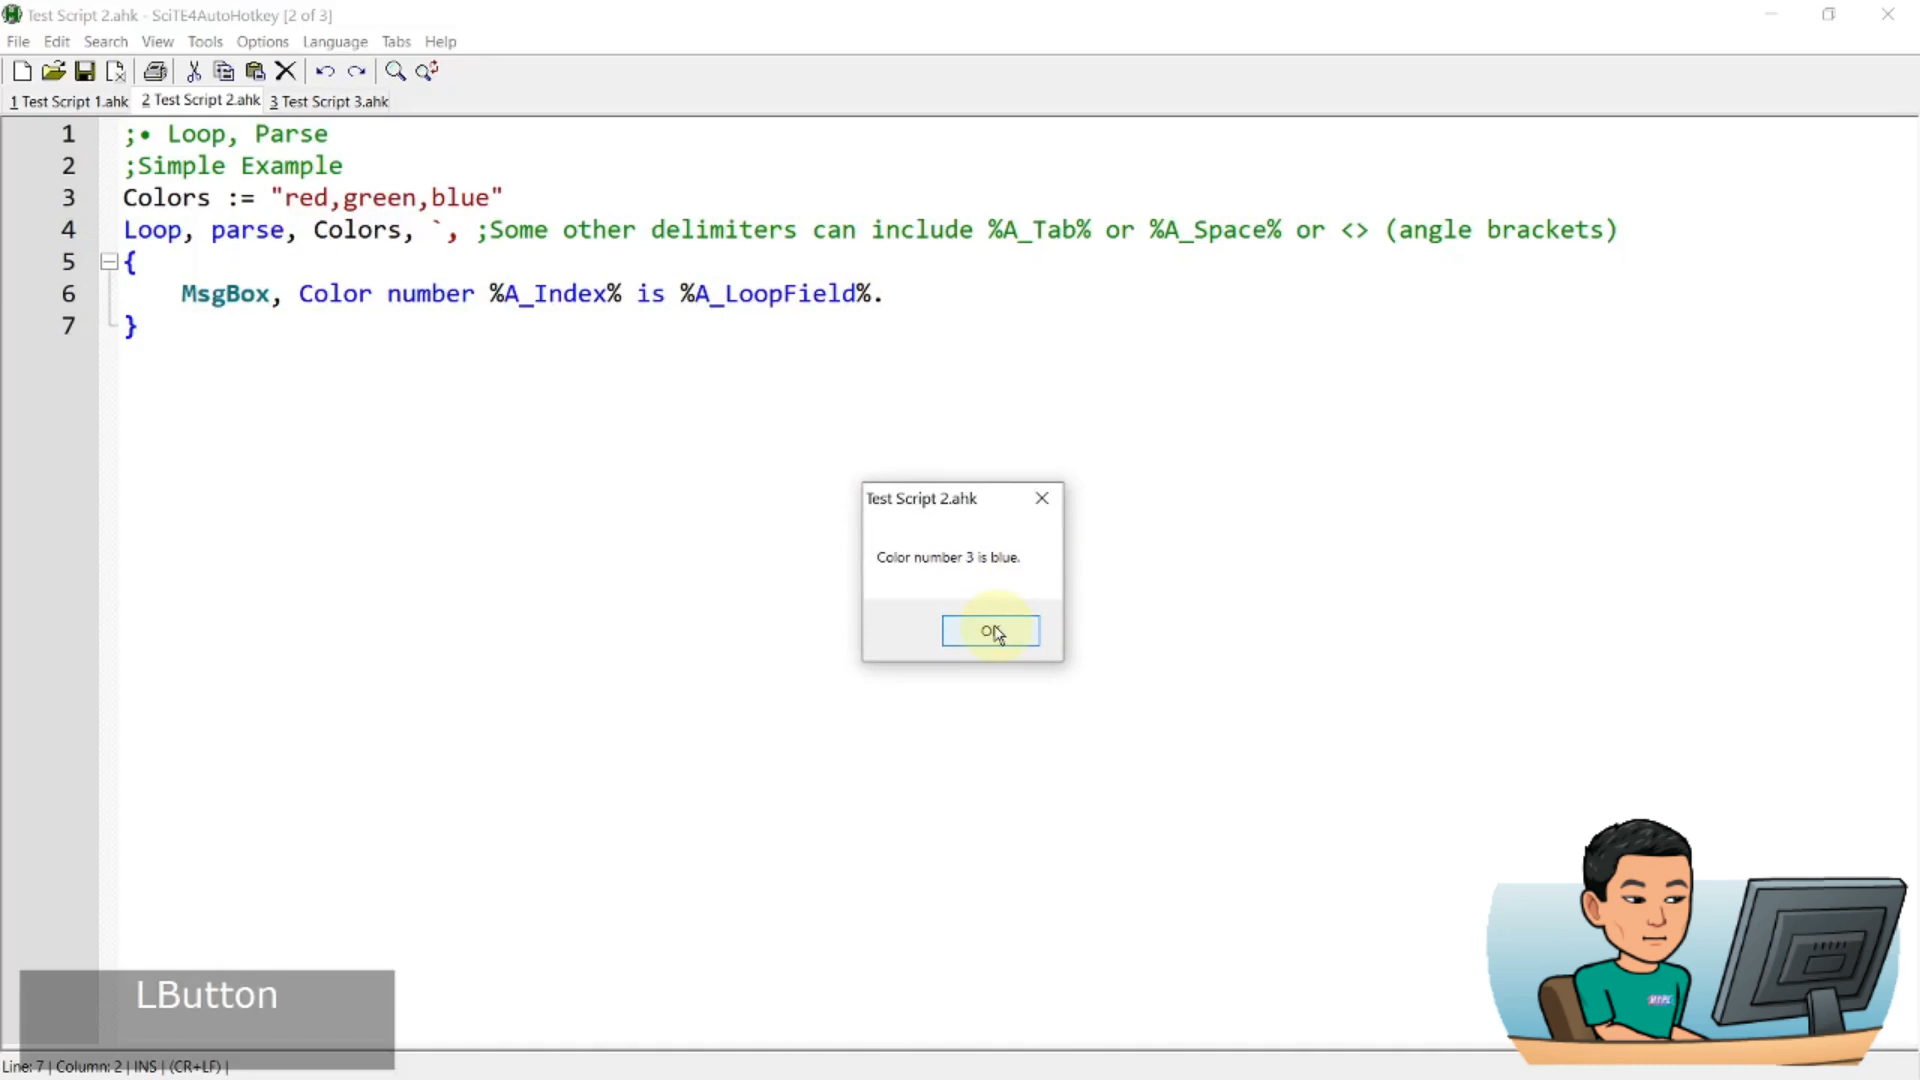 Test Script 2.ahk - SciTE4AutoHotkey [2 of 3]
File Edit Search View Tools Options Language Tabs Help
1 Test Script 1.ahk 2 Test Script 2.ahk 3 Test Script 3.ahk
1 ;• Loop, Parse
2 ;Simple Example
3 Colors := "red,green,blue"
4 Loop, parse, Colors, `, ;Some other delimiters can include %A_Tab% or %A_Space% or <> (angle brackets)
5 {
6 MsgBox, Color number %A_Index% is %A_LoopField%.
7 }
Test Script 2.ahk
Color number 3 is blue.
OK
LButton
Line: 7 | Column: 2 | INS | (CR+LF) |